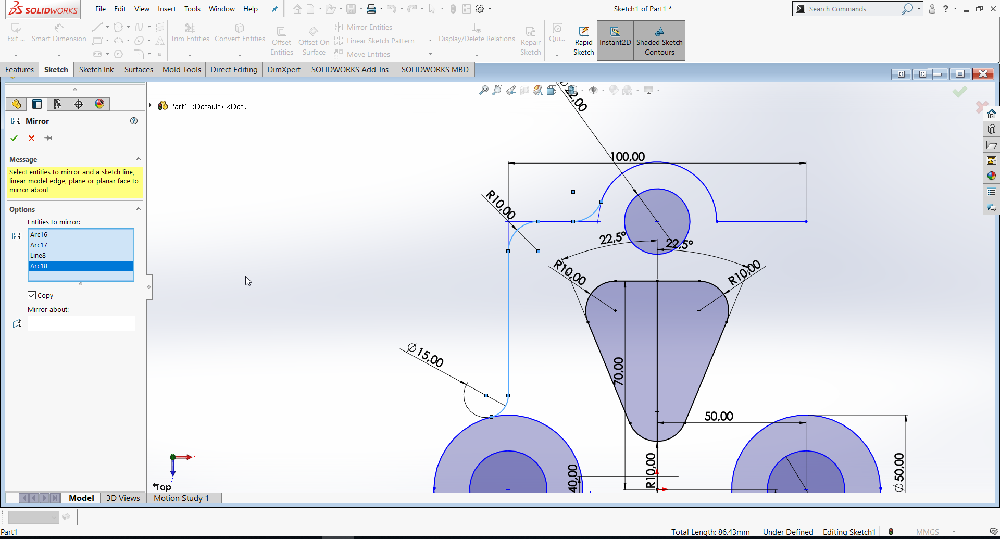 SOLIDWORKS
File Edit View Insert Tools Window Help
Sketch1 of Part1 *
Search Commands
Exit ...
Smart Dimension
Trim Entities
Convert Entities
Offset
Entities
Offset On
Surface
Mirror Entities
Linear Sketch Pattern
Move Entities
Display/Delete Relations
Repair
Sketch
Qui...
Rapid
Sketch
Instant2D
Shaded Sketch
Contours
Features
Sketch
Sketch Ink
Surfaces
Mold Tools
Direct Editing
DimXpert
SOLIDWORKS Add-Ins
SOLIDWORKS MBD
Part1 (Default<<Def...
Mirror
Message
Select entities to mirror and a sketch line,
linear model edge, plane or planar face to
mirror about
Options
Entities to mirror:
Arc16
Arc17
Line8
Arc18
Copy
Mirror about:
∅ 22,00
100,00
R10,00
22,5°
22,5°
R10,00
R10,00
∅ 15,00
70,00
50,00
R10,00
40,00
∅ 50,00
X
Z
*Top
Model
3D Views
Motion Study 1
Part1
Total Length: 86.43mm
Under Defined
Editing Sketch1
MMGS